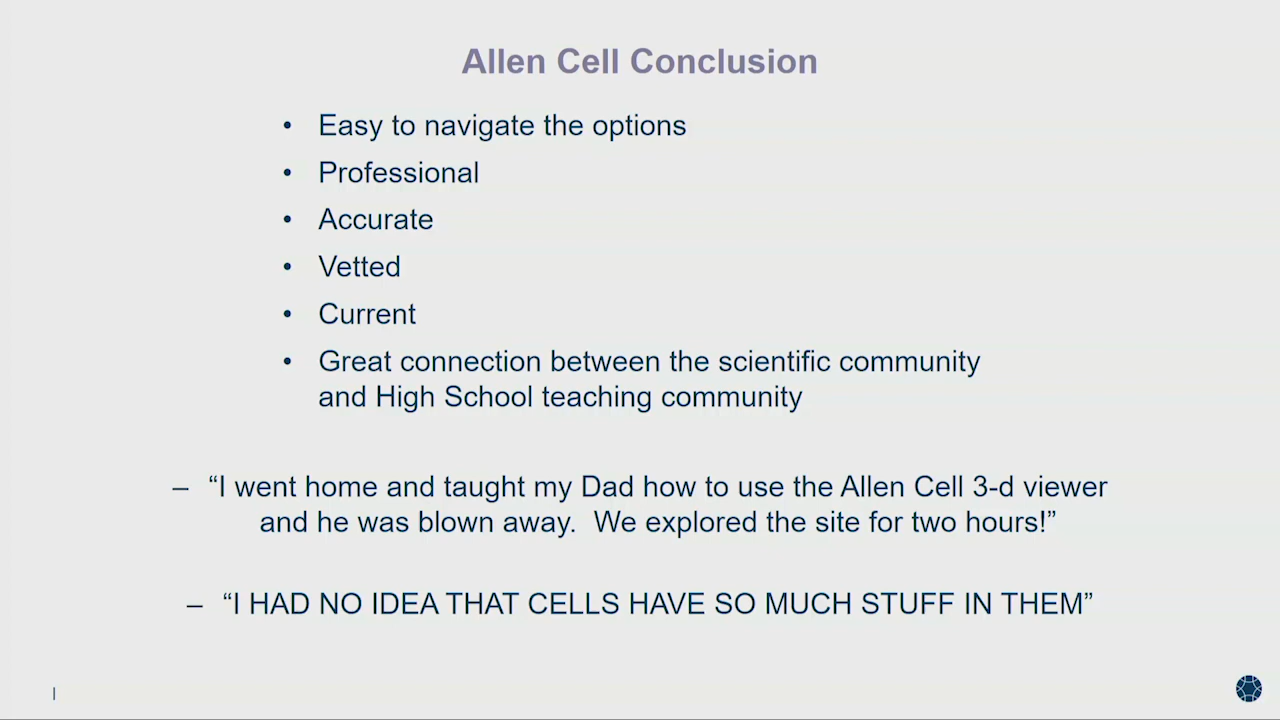 Allen Cell Conclusion
• Easy to navigate the options
• Professional
• Accurate
• Vetted
• Current
• Great connection between the scientific community
and High School teaching community
– “I went home and taught my Dad how to use the Allen Cell 3-d viewer
and he was blown away.  We explored the site for two hours!”
– “I HAD NO IDEA THAT CELLS HAVE SO MUCH STUFF IN THEM”
|